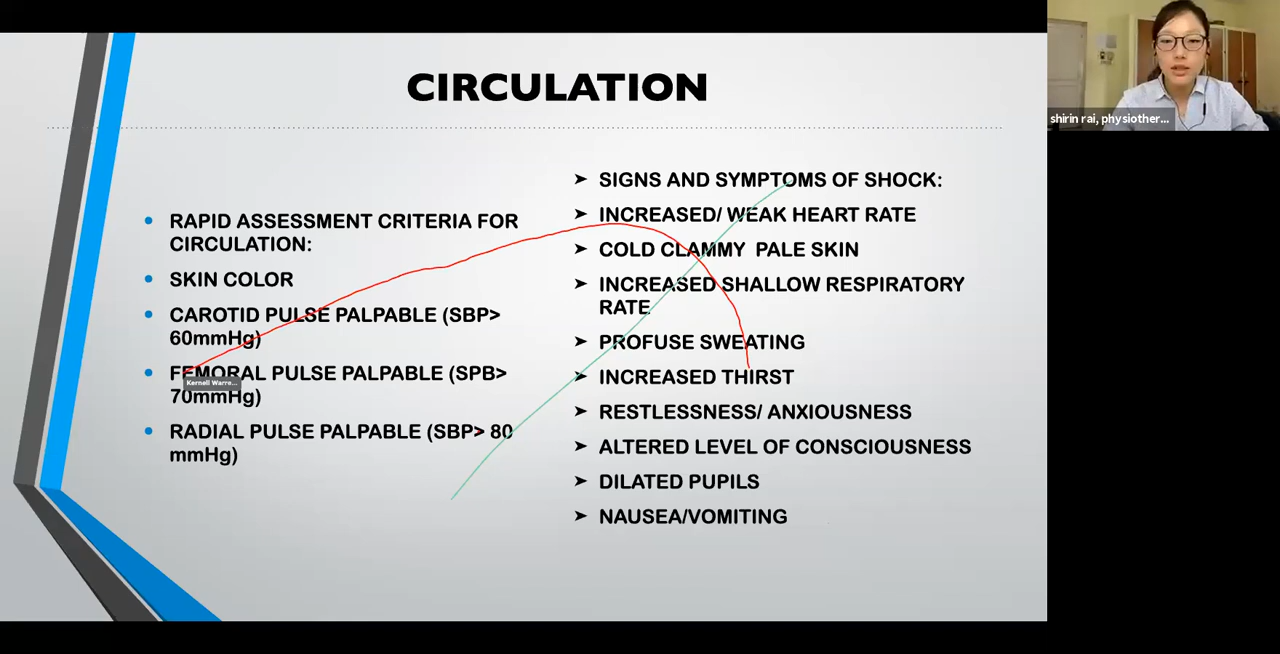 CIRCULATION
RAPID ASSESSMENT CRITERIA FOR
CIRCULATION:
SKIN COLOR
CAROTID PULSE PALPABLE (SBP>
60mmHg)
FEMORAL PULSE PALPABLE (SPB>
70mmHg)
RADIAL PULSE PALPABLE (SBP> 80
mmHg)
Kernell Warre...
SIGNS AND SYMPTOMS OF SHOCK:
INCREASED/ WEAK HEART RATE
COLD CLAMMY PALE SKIN
INCREASED SHALLOW RESPIRATORY
RATE
PROFUSE SWEATING
INCREASED THIRST
RESTLESSNESS/ ANXIOUSNESS
ALTERED LEVEL OF CONSCIOUSNESS
DILATED PUPILS
NAUSEA/VOMITING
shirin rai, physiother...